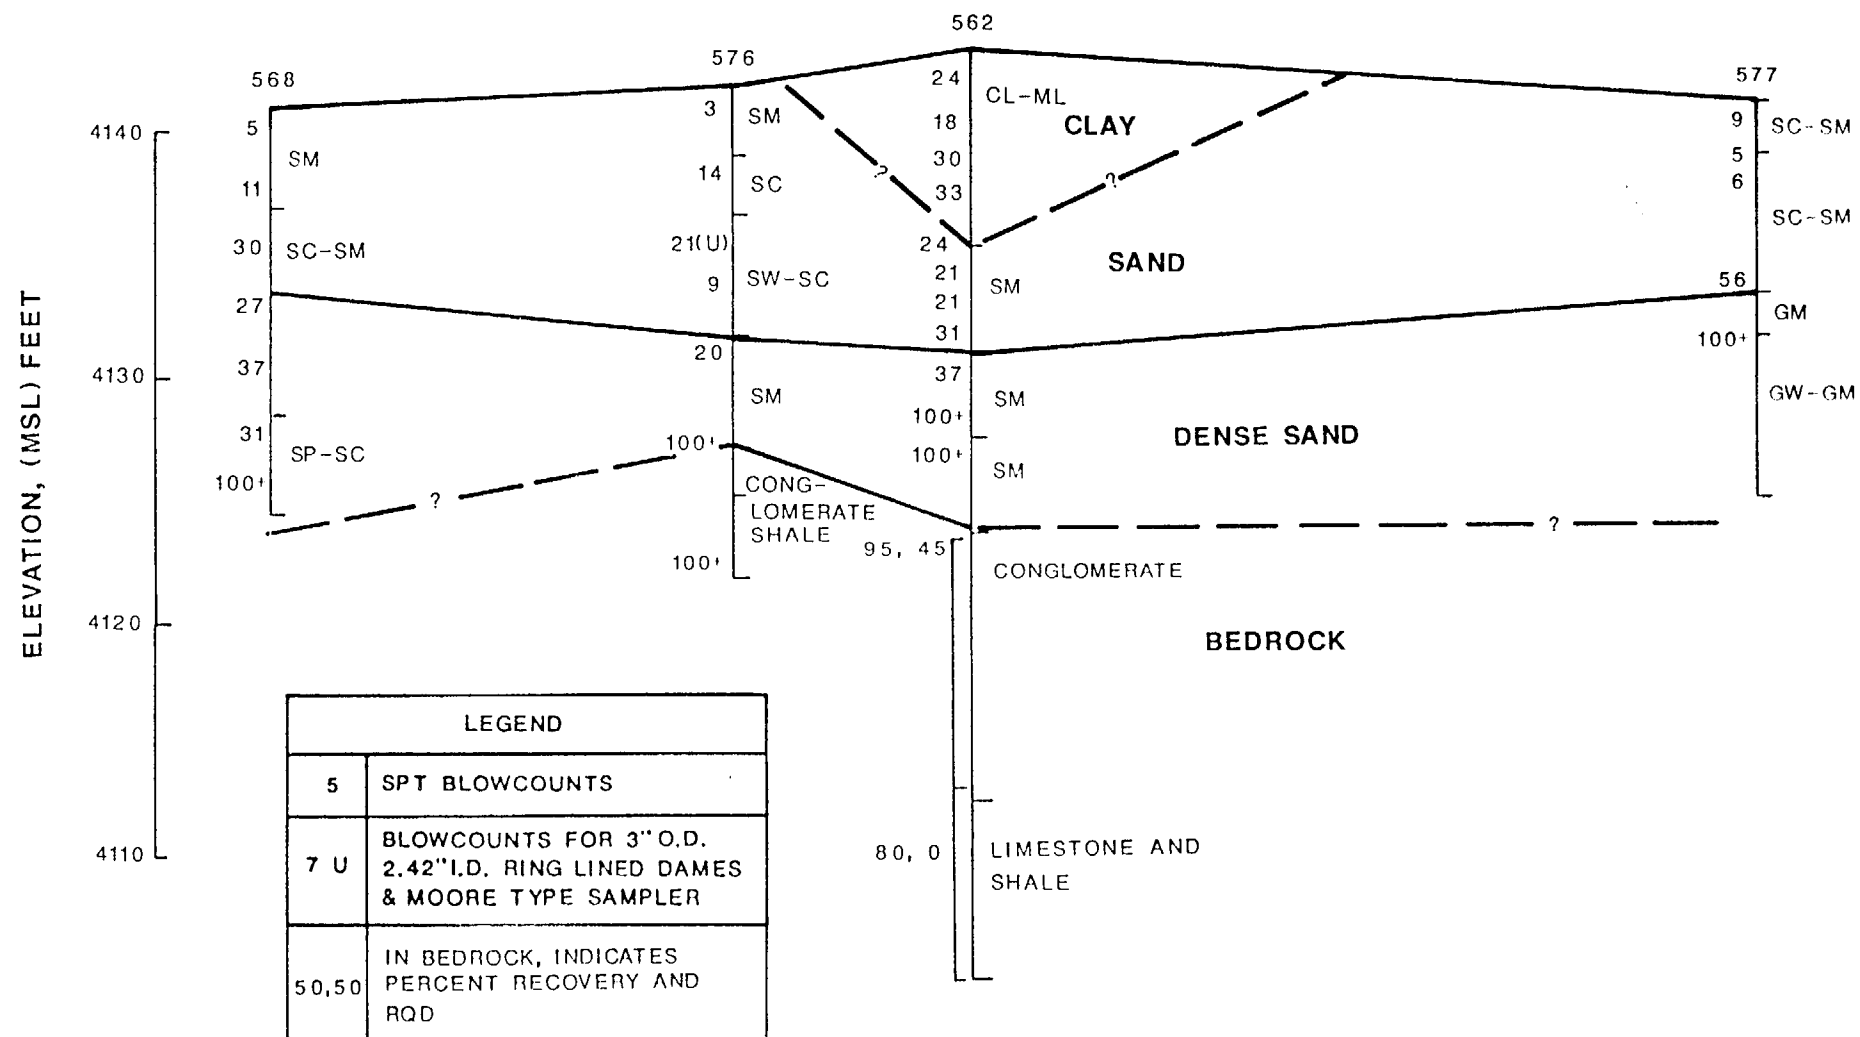 562
576
568
577
24
CL-ML
CLAY
3
SM
4140
5
SM
18
9
SC-SM
30
5
14
SC
?
33
?
6
11
SC-SM
30
SC-SM
21(U)
24
SAND
9
SW-SC
21
SM
56
27
21
GM
31
100+
20
37
37
4130
SM
SM
GW-GM
100+
DENSE SAND
31
SP-SC
100+
100+
SM
100+
CONG-
LOMERATE
SHALE
?
?
95, 45
100+
CONGLOMERATE
4120
BEDROCK
ELEVATION, (MSL) FEET
LEGEND
5 SPT BLOWCOUNTS
7 U
BLOWCOUNTS FOR 3" O.D.
2.42" I.D. RING LINED DAMES
& MOORE TYPE SAMPLER
50,50
IN BEDROCK, INDICATES
PERCENT RECOVERY AND
RQD
4110
80, 0
LIMESTONE AND
SHALE